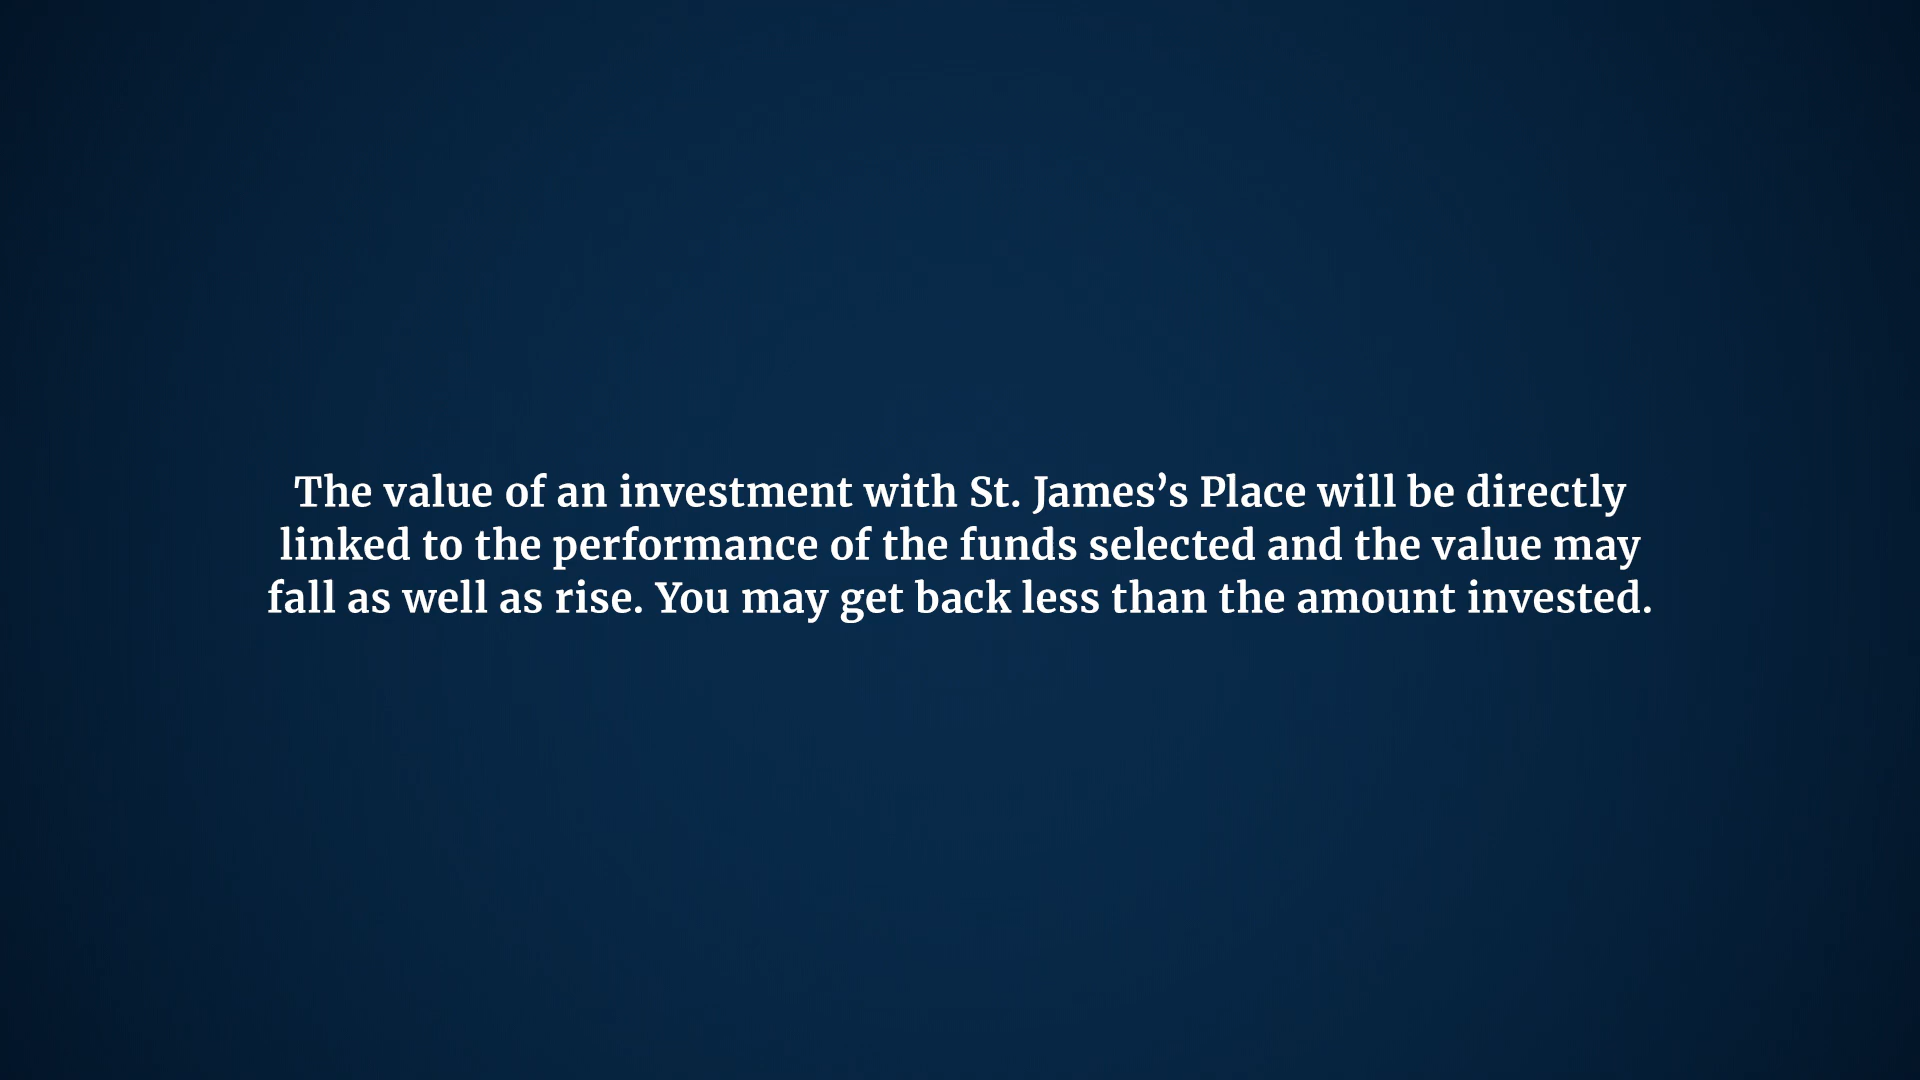 The value of an investment with St. James’s Place will be directly
linked to the performance of the funds selected and the value may
fall as well as rise. You may get back less than the amount invested.